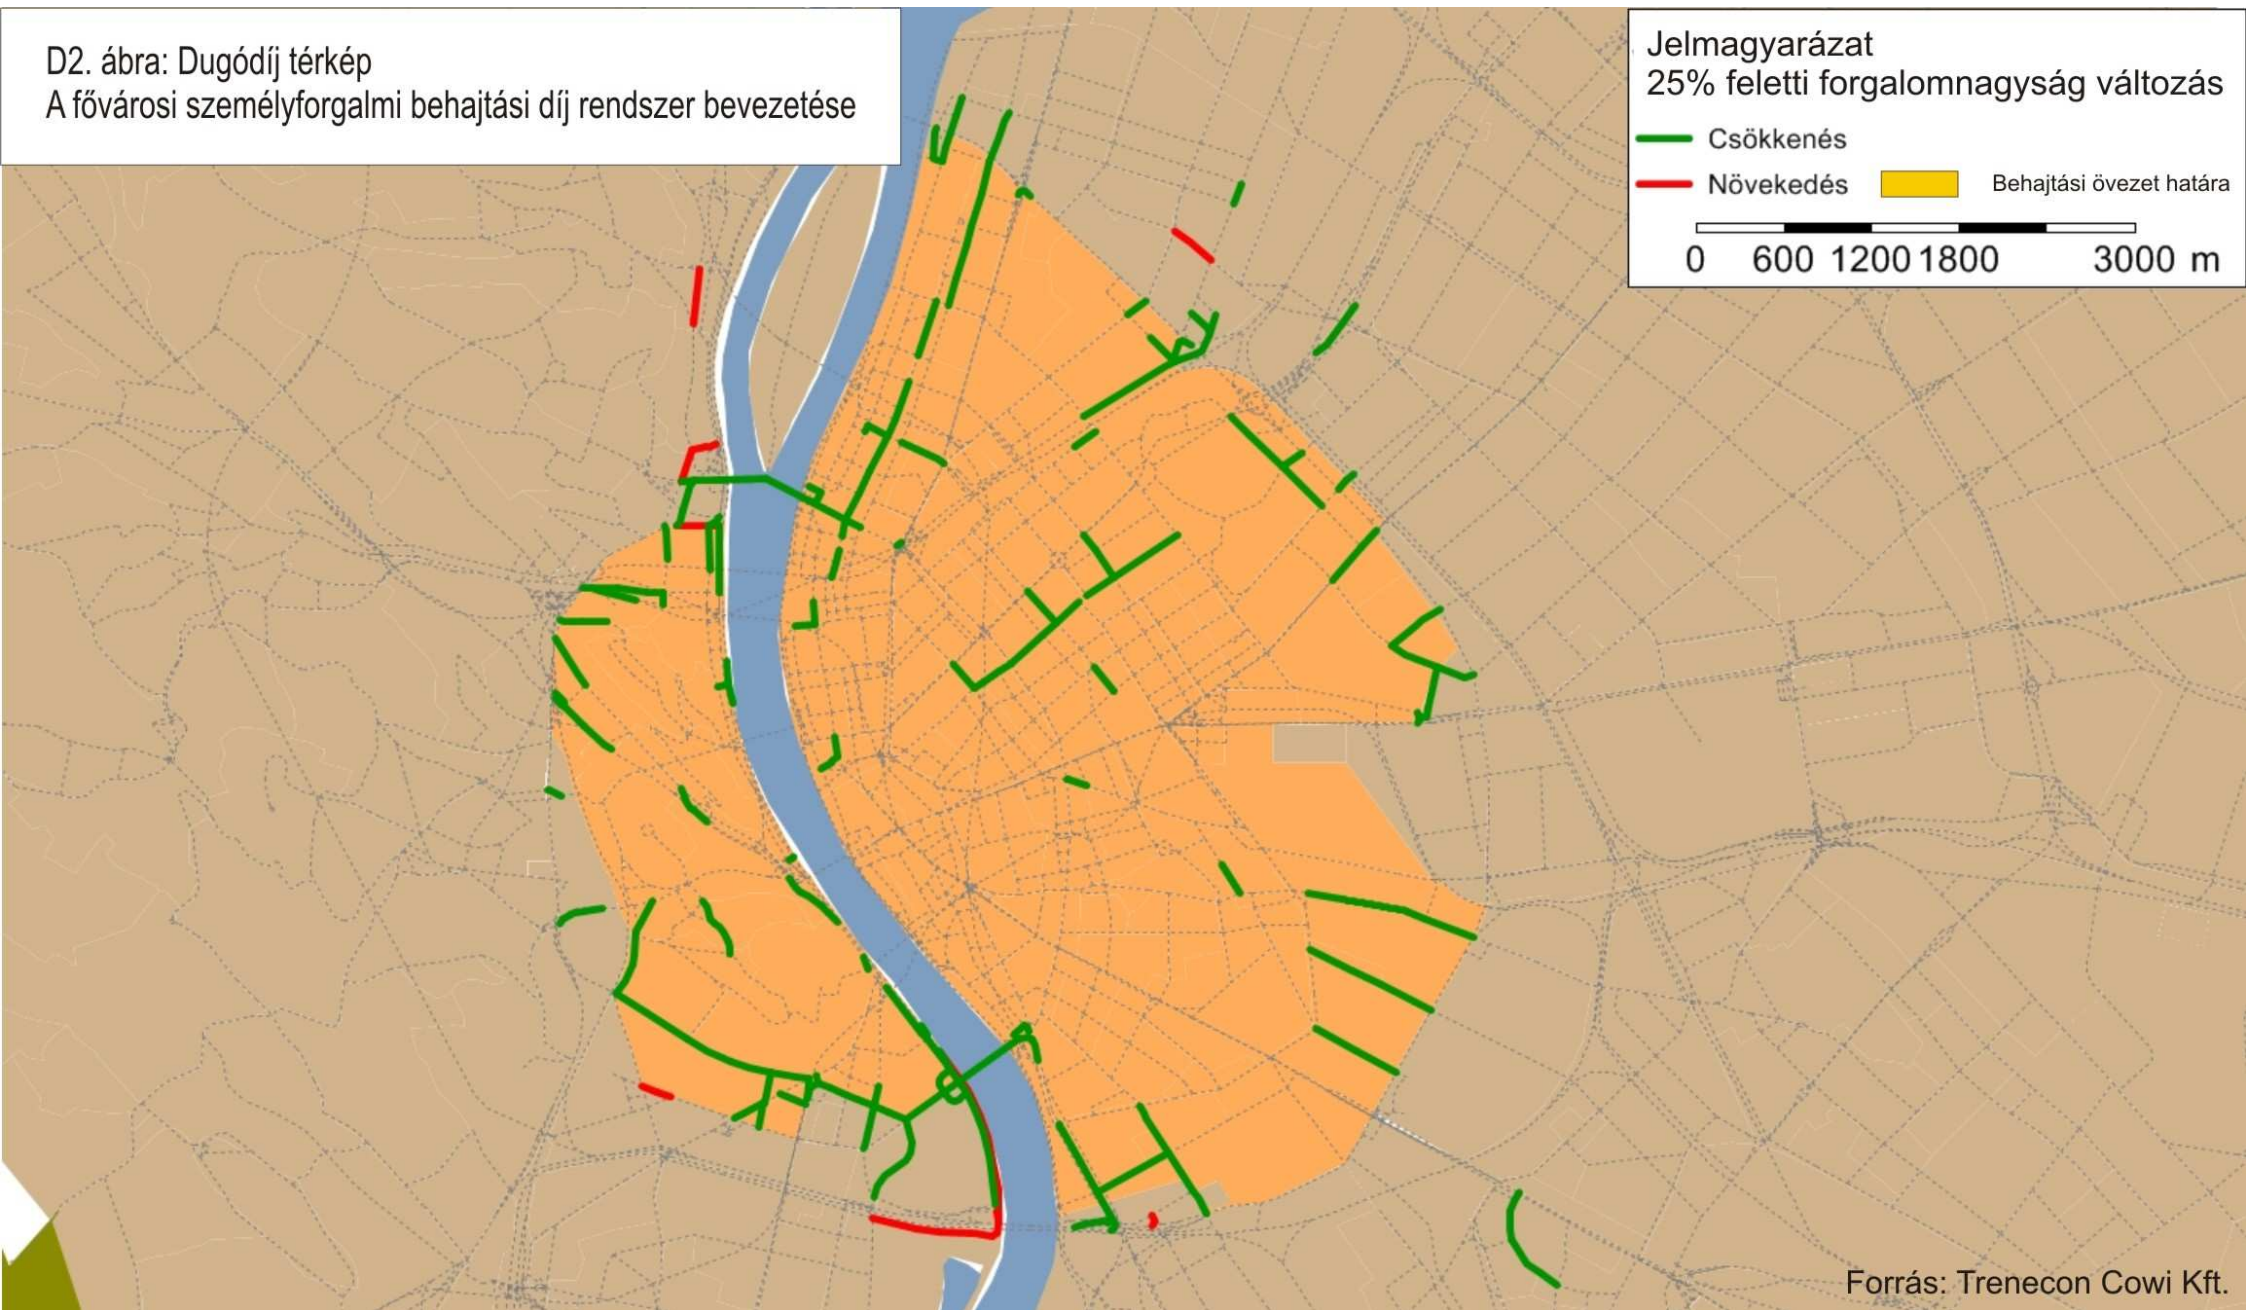 D2. ábra: Dugódíj térkép
A fővárosi személyforgalmi behajtási díj rendszer bevezetése
Jelmagyarázat
25% feletti forgalomnagyság változás
Csökkenés
Növekedés
Behajtási övezet határa
0 600 1200 1800 3000 m
Forrás: Trenecon Cowi Kft.